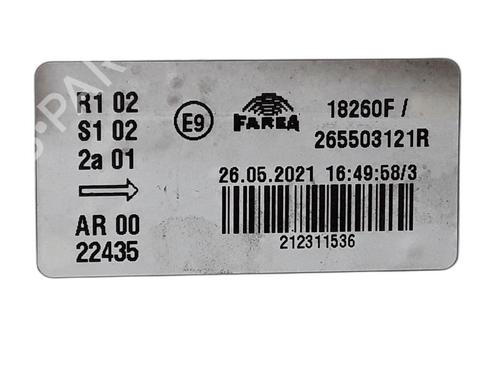 R1 02
S1 02
2a 01
AR 00
22435
E9
FAREA
18260F /
265503121R
26.05.2021 16:49:58/3
212311536